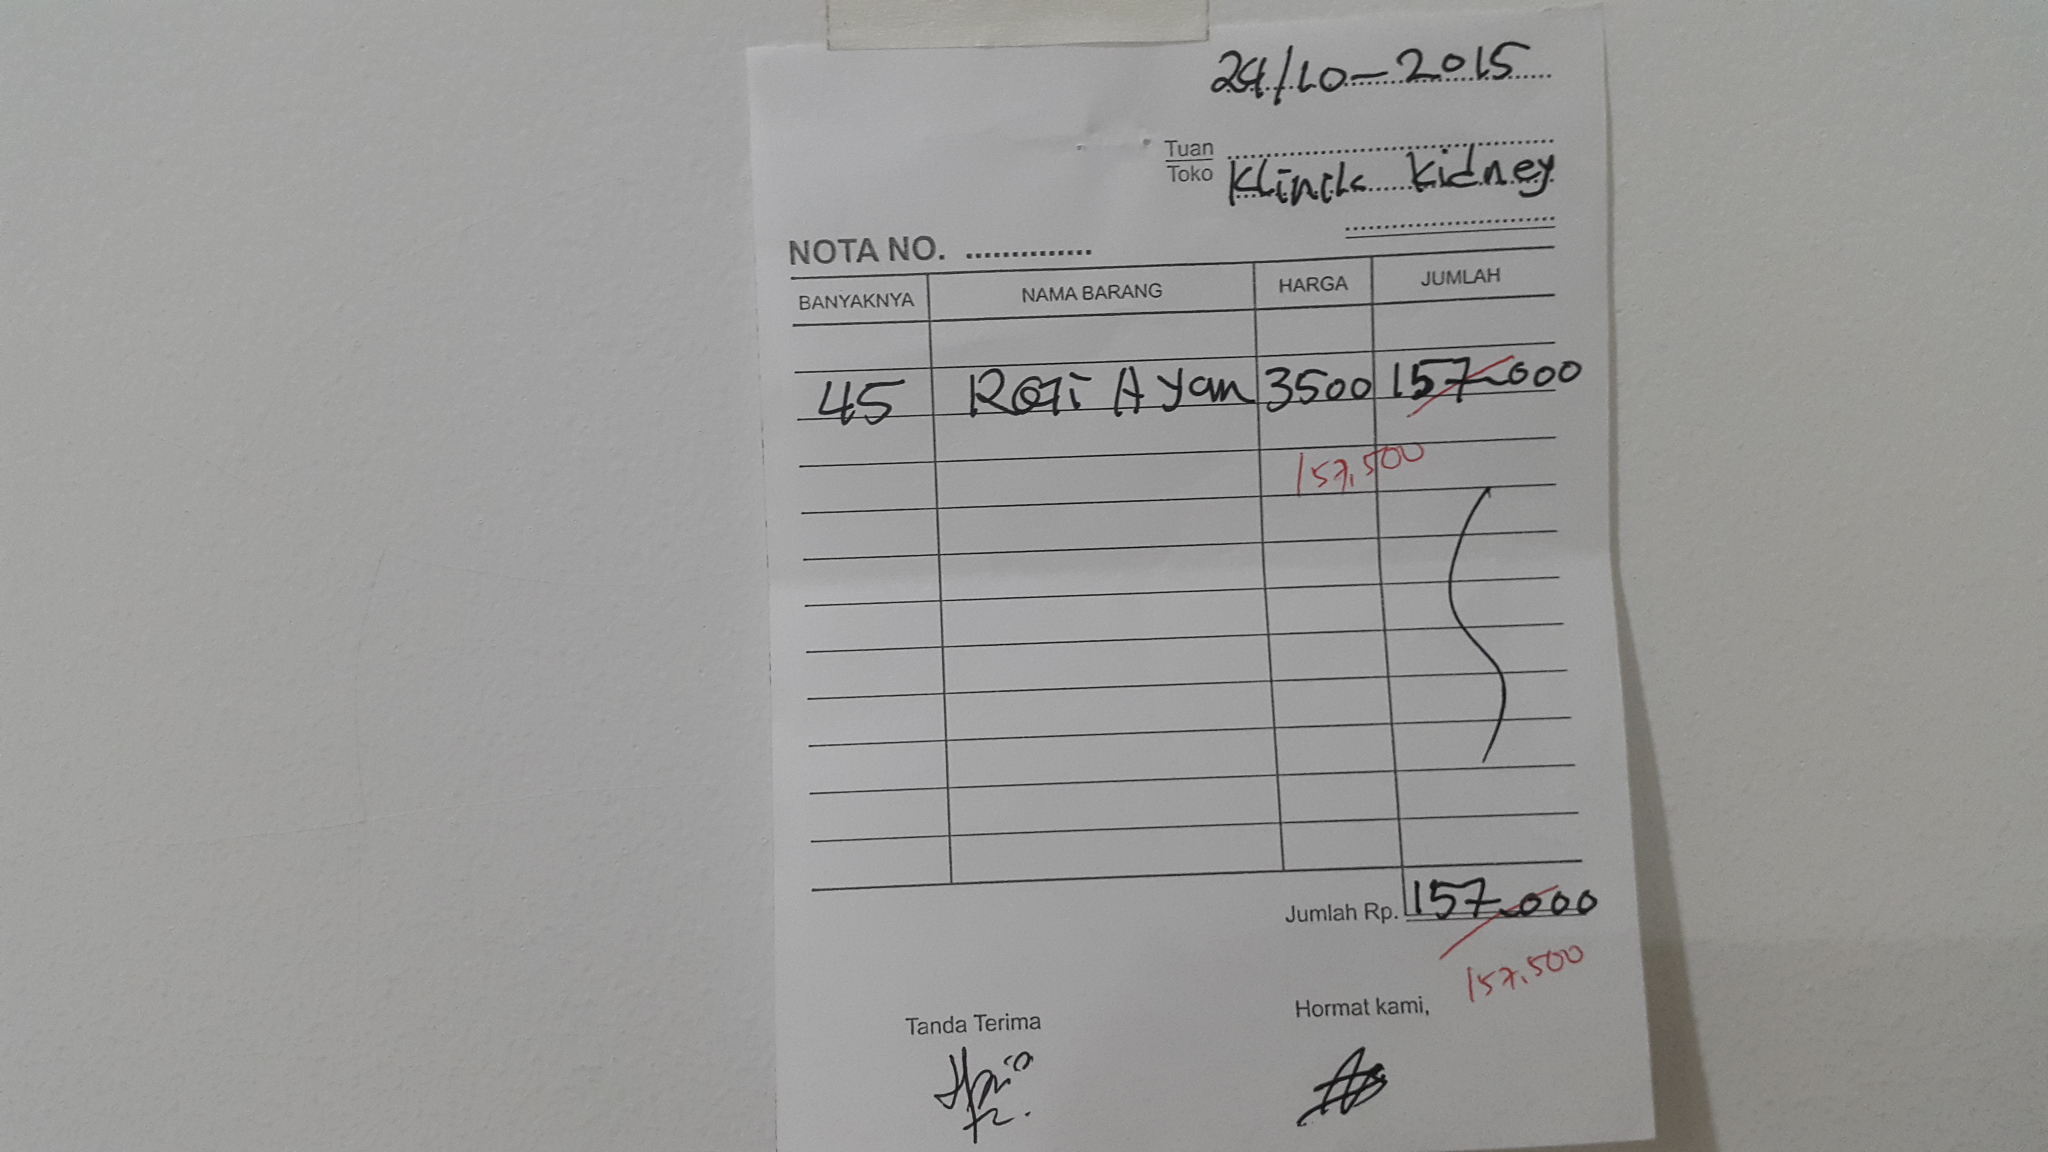 24/10-2015
Tuan
Toko
Klinik Kidney
NOTA NO. ..............
BANYAKNYA NAMA BARANG HARGA JUMLAH
45 Roti Ayam 3500 157.000
157,500
Jumlah Rp. 157.000
157,500
Tanda Terima Hormat kami,